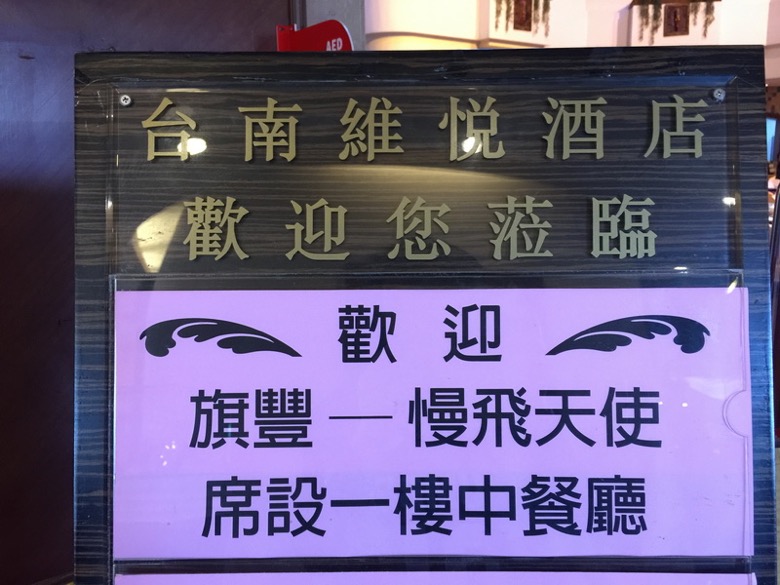 AED
台南維悅酒店
歡迎您蒞臨
歡迎
旗豐—慢飛天使
席設一樓中餐廳